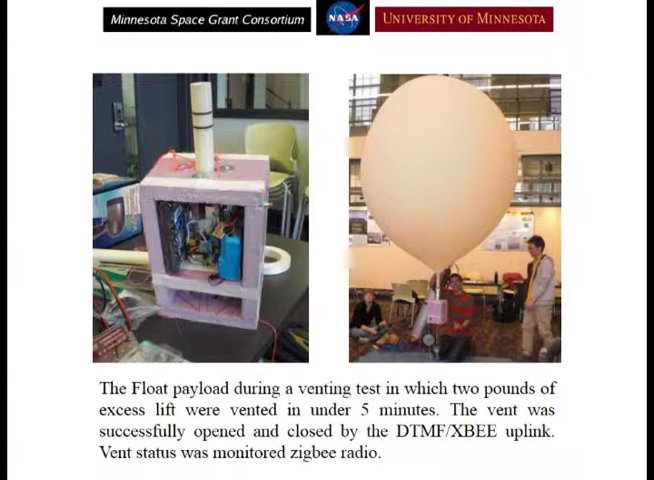 Minnesota Space Grant Consortium
NASA
UNIVERSITY OF MINNESOTA
The Float payload during a venting test in which two pounds of
excess lift were vented in under 5 minutes. The vent was
successfully opened and closed by the DTMF/XBEE uplink.
Vent status was monitored zigbee radio.